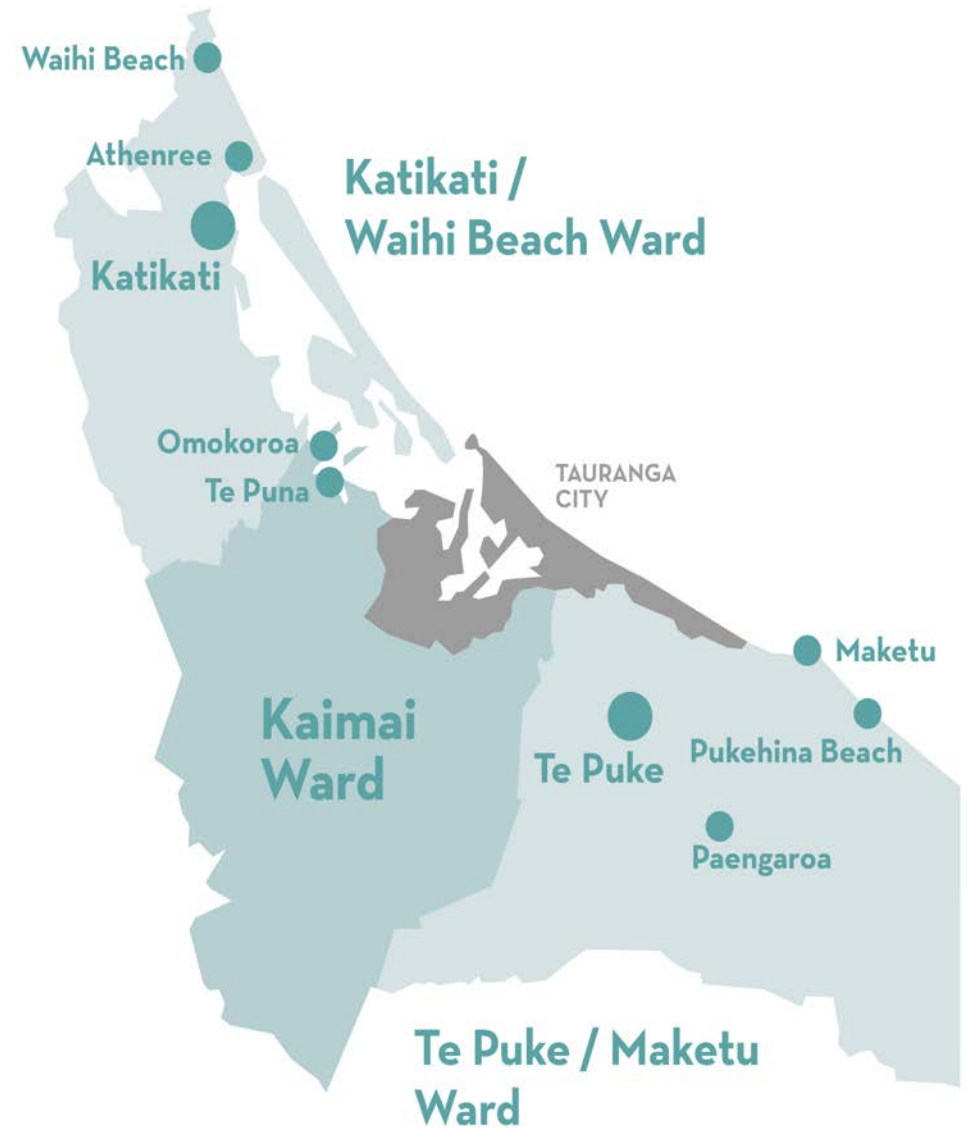 Waihi Beach
Athenree
Katikati /
Waihi Beach Ward
Katikati
Omokoroa
Te Puna
TAURANGA
CITY
Maketu
Kaimai
Ward
Te Puke
Pukehina Beach
Paengaroa
Te Puke / Maketu
Ward